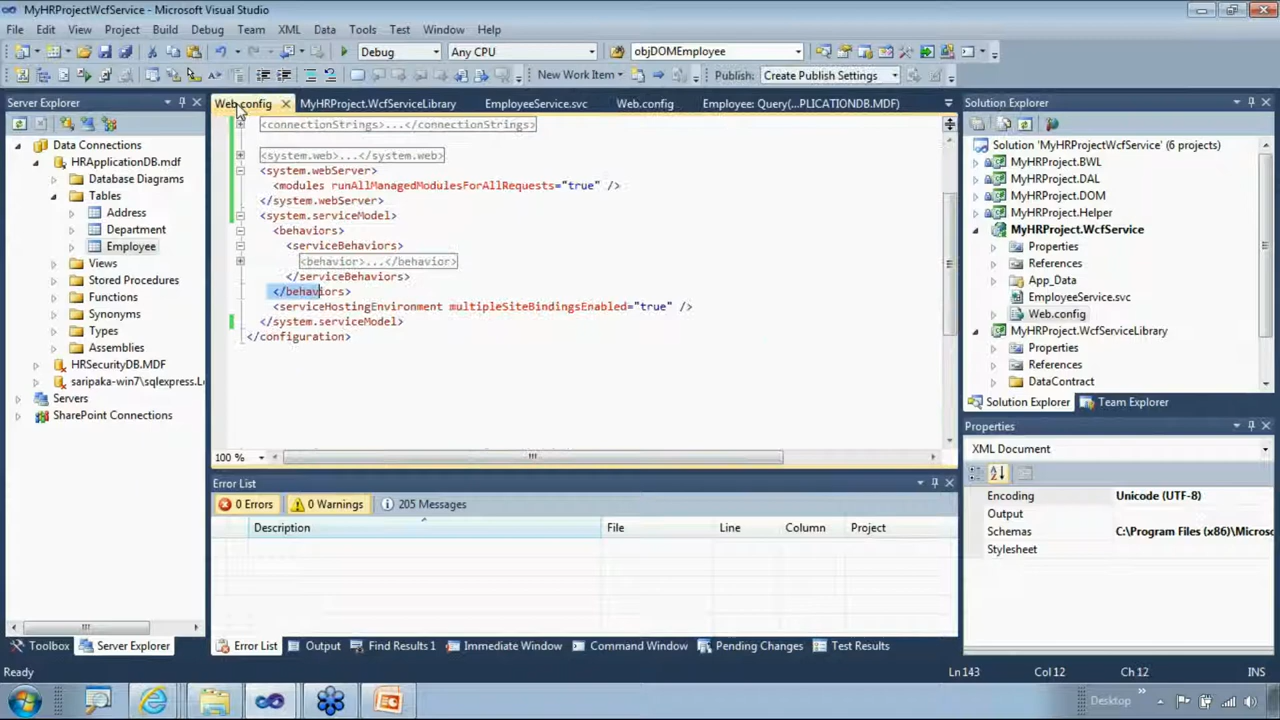 MyHRProjectWcfService - Microsoft Visual Studio
File Edit View Project Build Debug Team XML Data Tools Test Window Help
Debug Any CPU objDOMEmployee
New Work Item Publish: Create Publish Settings
Server Explorer
Data Connections
HRApplicationDB.mdf
Database Diagrams
Tables
Address
Department
Employee
Views
Stored Procedures
Functions
Synonyms
Types
Assemblies
HRSecurityDB.MDF
saripaka-win7\sqlexpress.L
Servers
SharePoint Connections
Toolbox Server Explorer
Web.config MyHRProject.WcfServiceLibrary EmployeeService.svc Web.config Employee: Query(...PLICATIONDB.MDF)
<connectionStrings>...</connectionStrings>
<system.web>...</system.web>
<system.webServer>
<modules runAllManagedModulesForAllRequests="true" />
</system.webServer>
<system.serviceModel>
<behaviors>
<serviceBehaviors>
<behavior>...</behavior>
</serviceBehaviors>
</behaviors>
<serviceHostingEnvironment multipleSiteBindingsEnabled="true" />
</system.serviceModel>
</configuration>
100 %
Error List
0 Errors 0 Warnings 205 Messages
Description File Line Column Project
Error List Output Find Results 1 Immediate Window Command Window Pending Changes Test Results
Solution Explorer
Solution 'MyHRProjectWcfService' (6 projects)
MyHRProject.BWL
MyHRProject.DAL
MyHRProject.DOM
MyHRProject.Helper
MyHRProject.WcfService
Properties
References
App_Data
EmployeeService.svc
Web.config
MyHRProject.WcfServiceLibrary
Properties
References
DataContract
Solution Explorer Team Explorer
Properties
XML Document
Encoding Unicode (UTF-8)
Output
Schemas C:\Program Files (x86)\Microso
Stylesheet
Ready Ln 143 Col 12 Ch 12 INS
Desktop